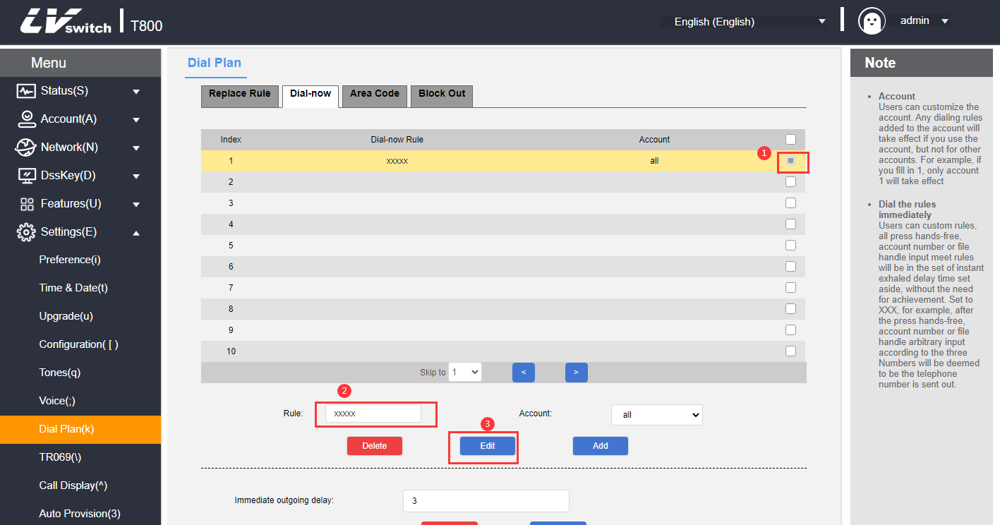 LVswitch T800
English (English)
admin
Menu
Status(S)
Account(A)
Network(N)
DssKey(D)
Features(U)
Settings(E)
Preference(i)
Time & Date(t)
Upgrade(u)
Configuration( [ )
Tones(q)
Voice(;)
Dial Plan(k)
TR069(\)
Call Display(^)
Auto Provision(3)
Dial Plan
Replace Rule Dial-now Area Code Block Out
Index Dial-now Rule Account
1 xxxxx all 1
2
3
4
5
6
7
8
9
10
Skip to 1 < >
2
Rule: xxxxx Account: all
3
Delete Edit Add
Immediate outgoing delay: 3
Note
• Account
Users can customize the
account. Any dialing rules
added to the account will
take effect if you use the
account, but not for other
accounts. For example, if
you fill in 1, only account
1 will take effect
• Dial the rules
immediately
Users can custom rules,
all press hands-free,
account number or file
handle input meet rules
will be in the set of instant
exhaled delay time set
aside, without the need
for achievement. Set to
XXX, for example, after
the press hands-free,
account number or file
handle arbitrary input
according to the three
Numbers will be deemed
to be the telephone
number is sent out.